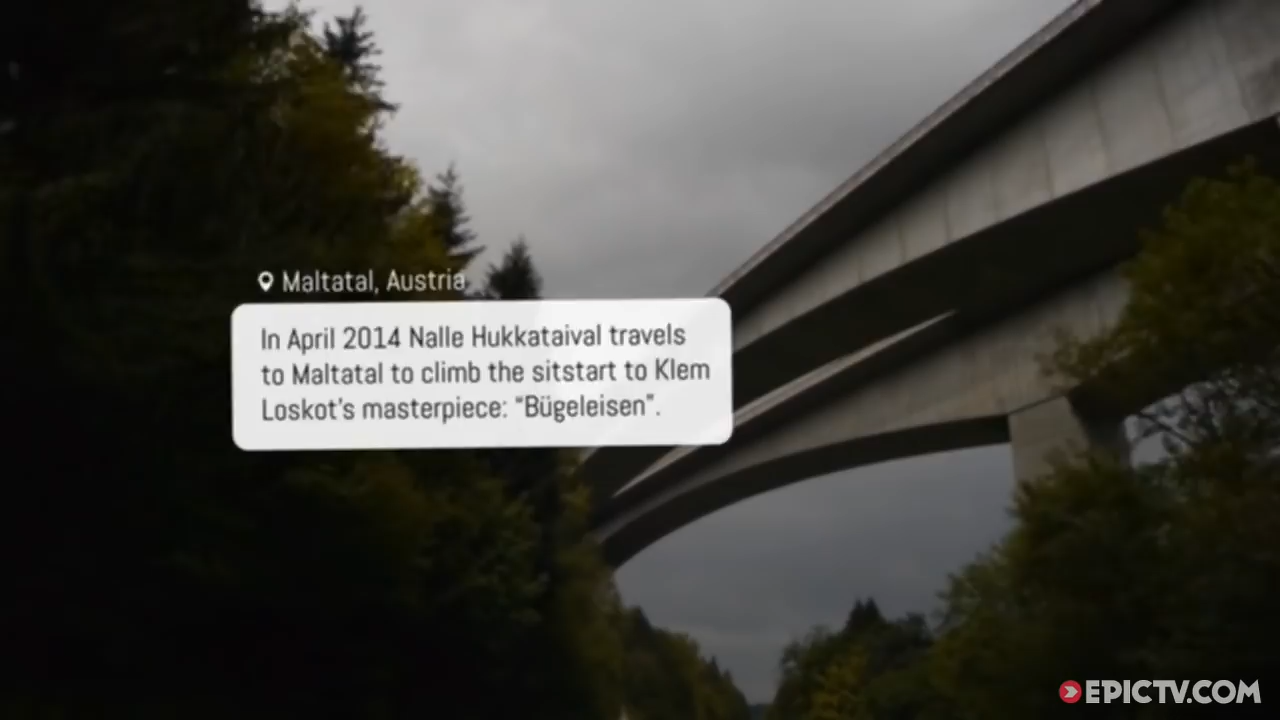 Maltatal, Austria
In April 2014 Nalle Hukkataival travels
to Maltatal to climb the sitstart to Klem
Loskot's masterpiece: "Bügeleisen".
EPICTV.COM